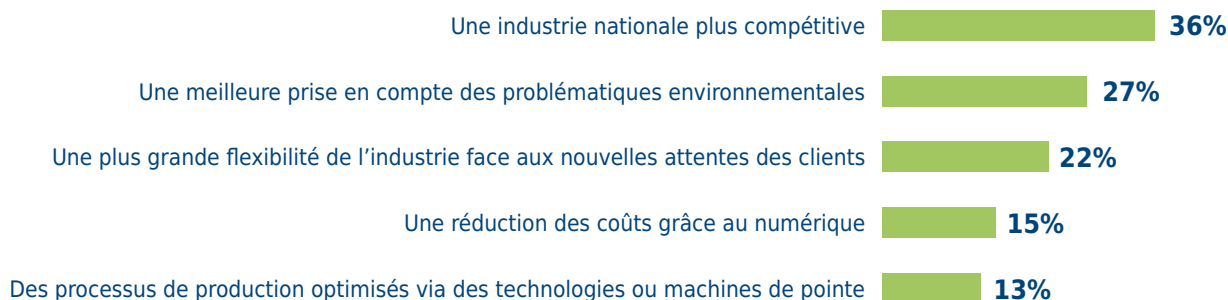 Une industrie nationale plus compétitive 36%
Une meilleure prise en compte des problématiques environnementales 27%
Une plus grande flexibilité de l’industrie face aux nouvelles attentes des clients 22%
Une réduction des coûts grâce au numérique 15%
Des processus de production optimisés via des technologies ou machines de pointe 13%